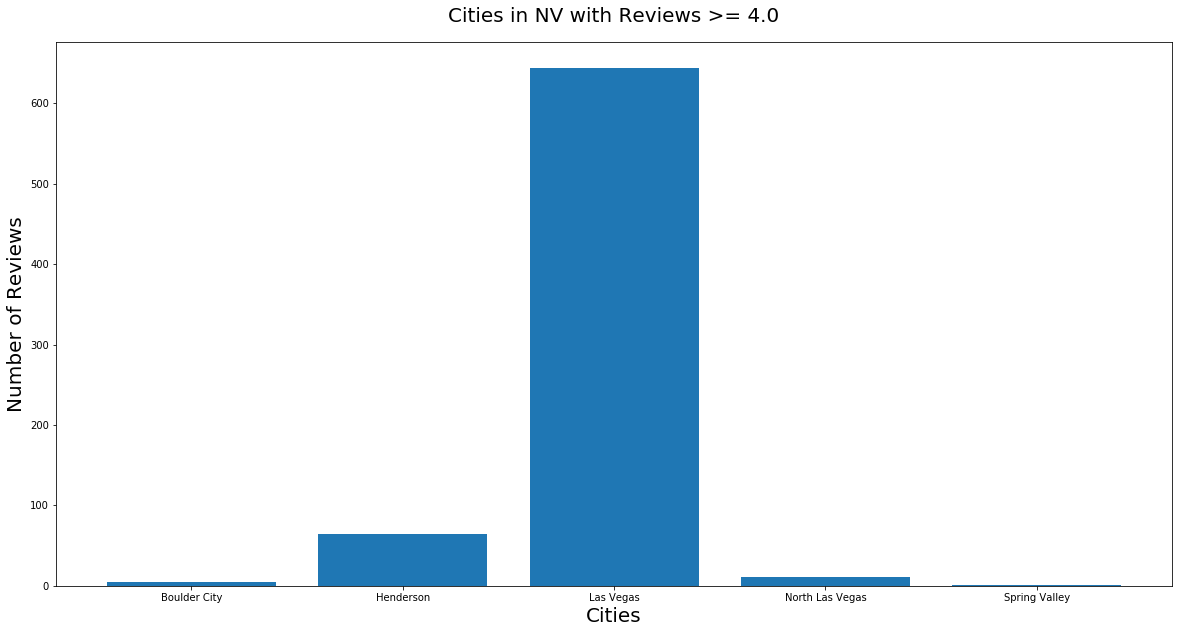 Cities in NV with Reviews >= 4.0
Number of Reviews
600
500
400
300
200
100
0
Boulder City
Henderson
Las Vegas
North Las Vegas
Spring Valley
Cities